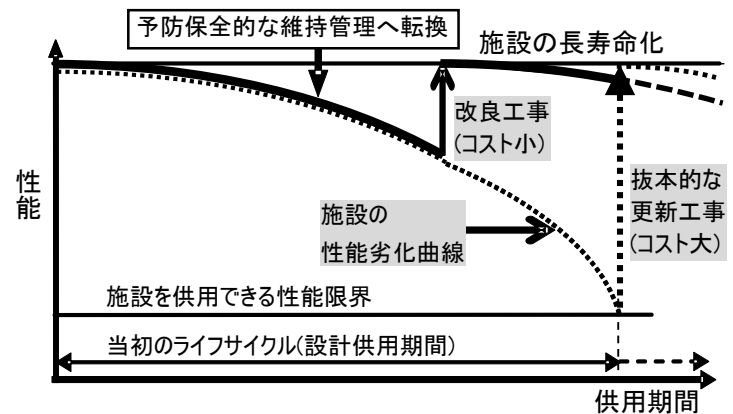 予防保全的な維持管理へ転換
施設の長寿命化
改良工事
(コスト小)
性能
抜本的な
更新工事
(コスト大)
施設の
性能劣化曲線
施設を供用できる性能限界
当初のライフサイクル(設計供用期間)
供用期間